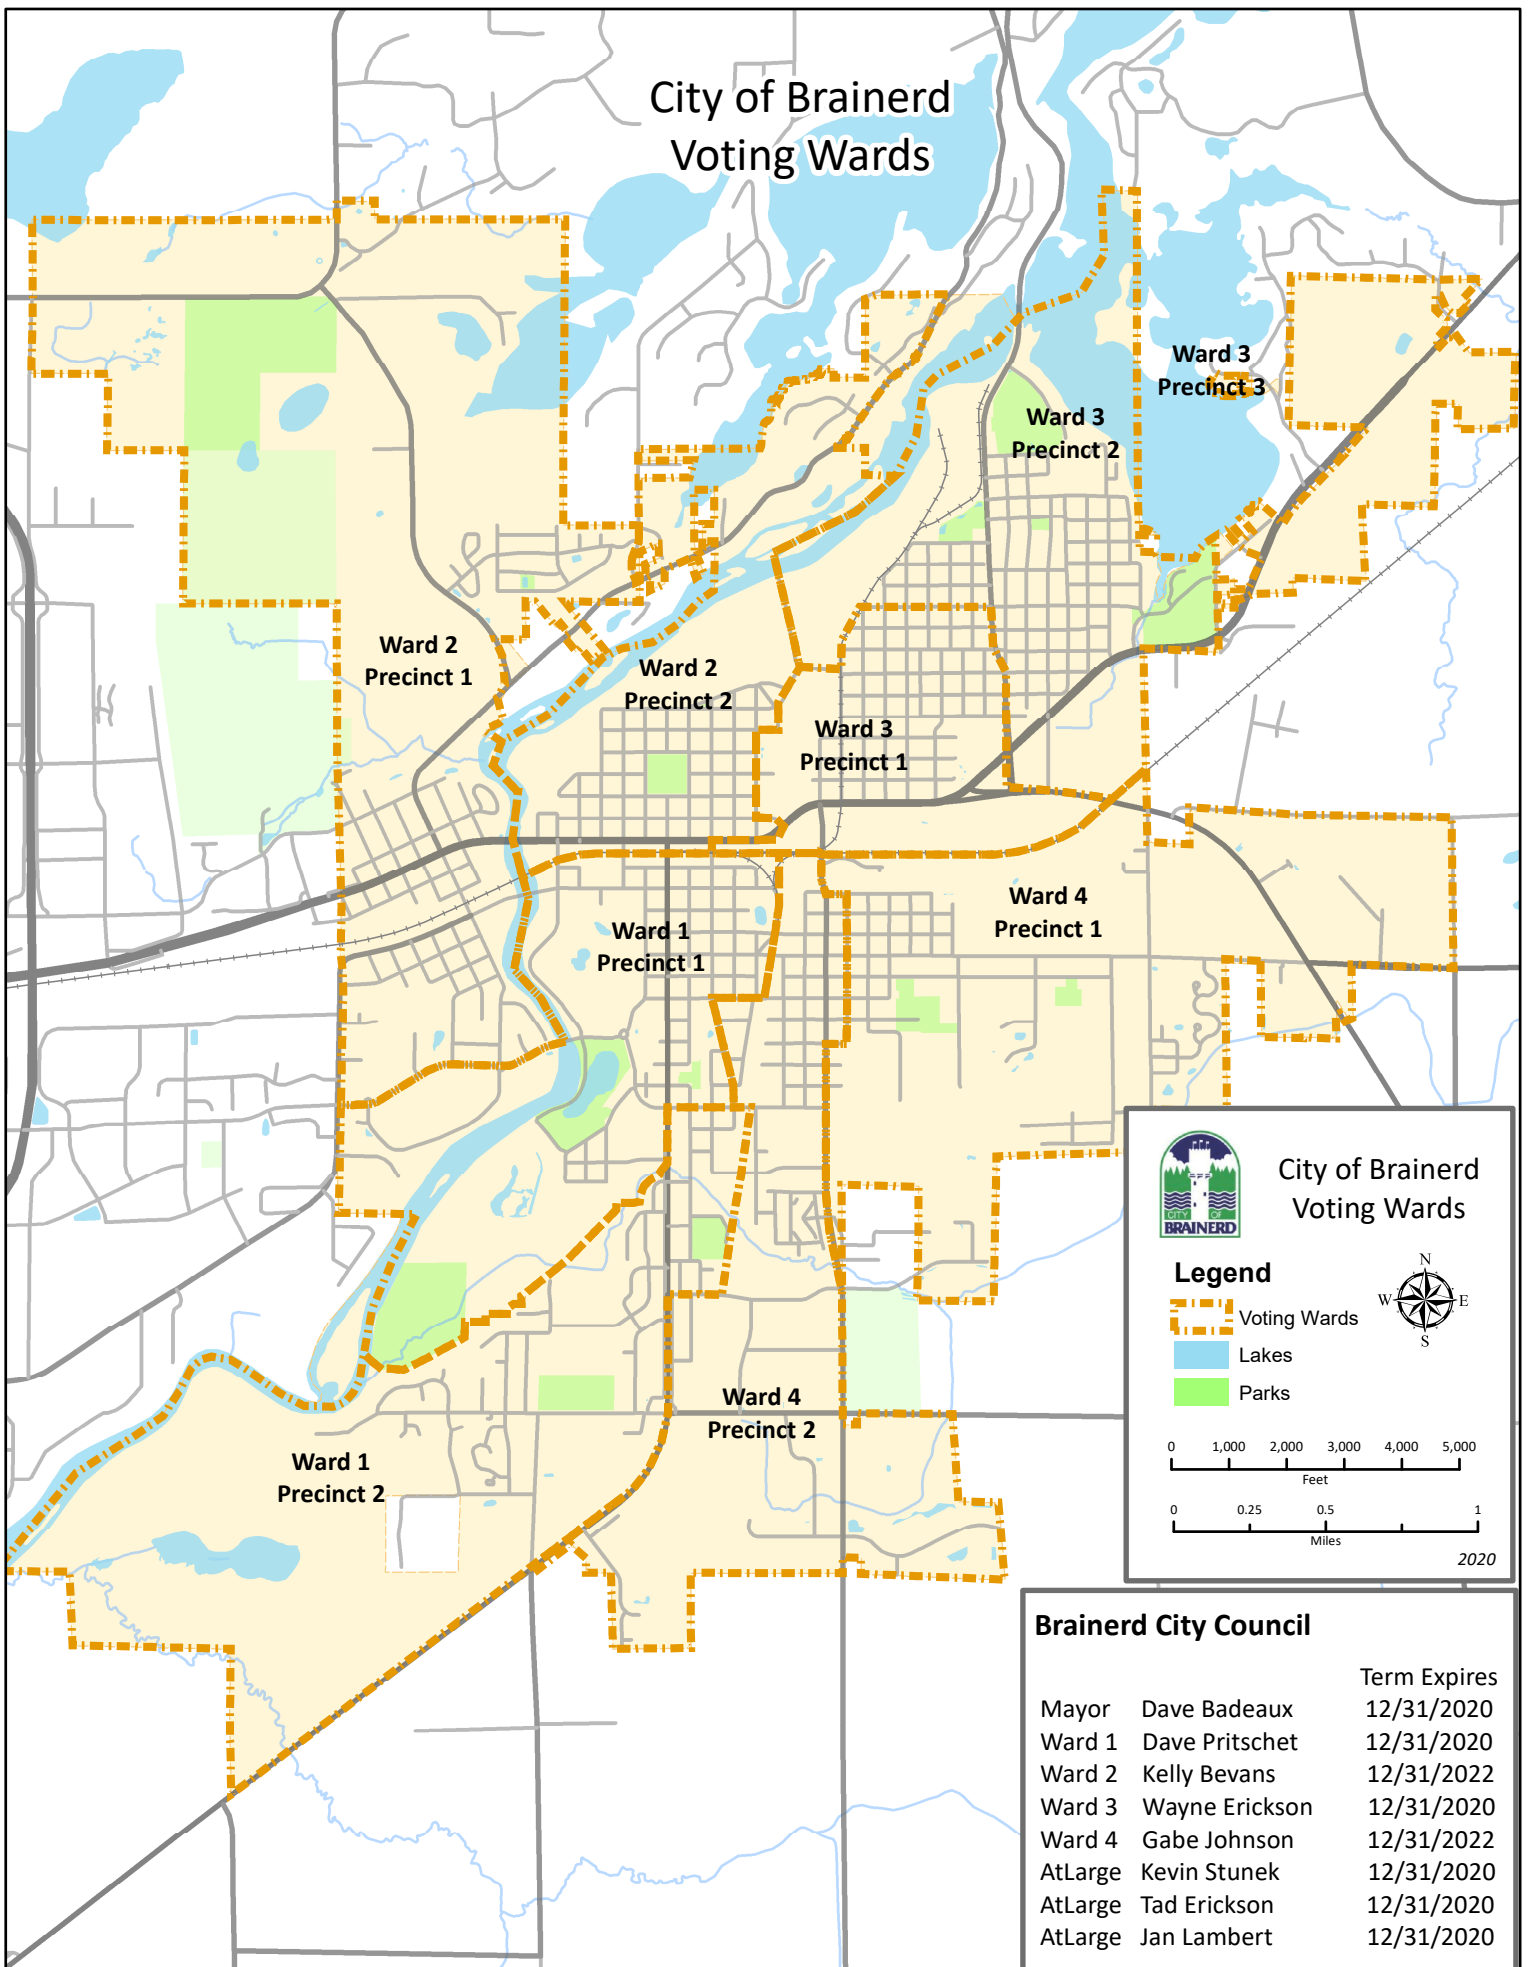 City of Brainerd
Voting Wards
Ward 3
Precinct 3
Ward 3
Precinct 2
Ward 2
Precinct 1
Ward 2
Precinct 2
Ward 3
Precinct 1
Ward 4
Precinct 1
Ward 1
Precinct 1
Ward 4
Precinct 2
Ward 1
Precinct 2
CITY OF
BRAINERD
City of Brainerd
Voting Wards
Legend
N
W E
S
Voting Wards
Lakes
Parks
0 1,000 2,000 3,000 4,000 5,000
Feet
0 0.25 0.5 1
Miles
2020
Brainerd City Council
Term Expires
Mayor Dave Badeaux 12/31/2020
Ward 1 Dave Pritschet 12/31/2020
Ward 2 Kelly Bevans 12/31/2022
Ward 3 Wayne Erickson 12/31/2020
Ward 4 Gabe Johnson 12/31/2022
AtLarge Kevin Stunek 12/31/2020
AtLarge Tad Erickson 12/31/2020
AtLarge Jan Lambert 12/31/2020